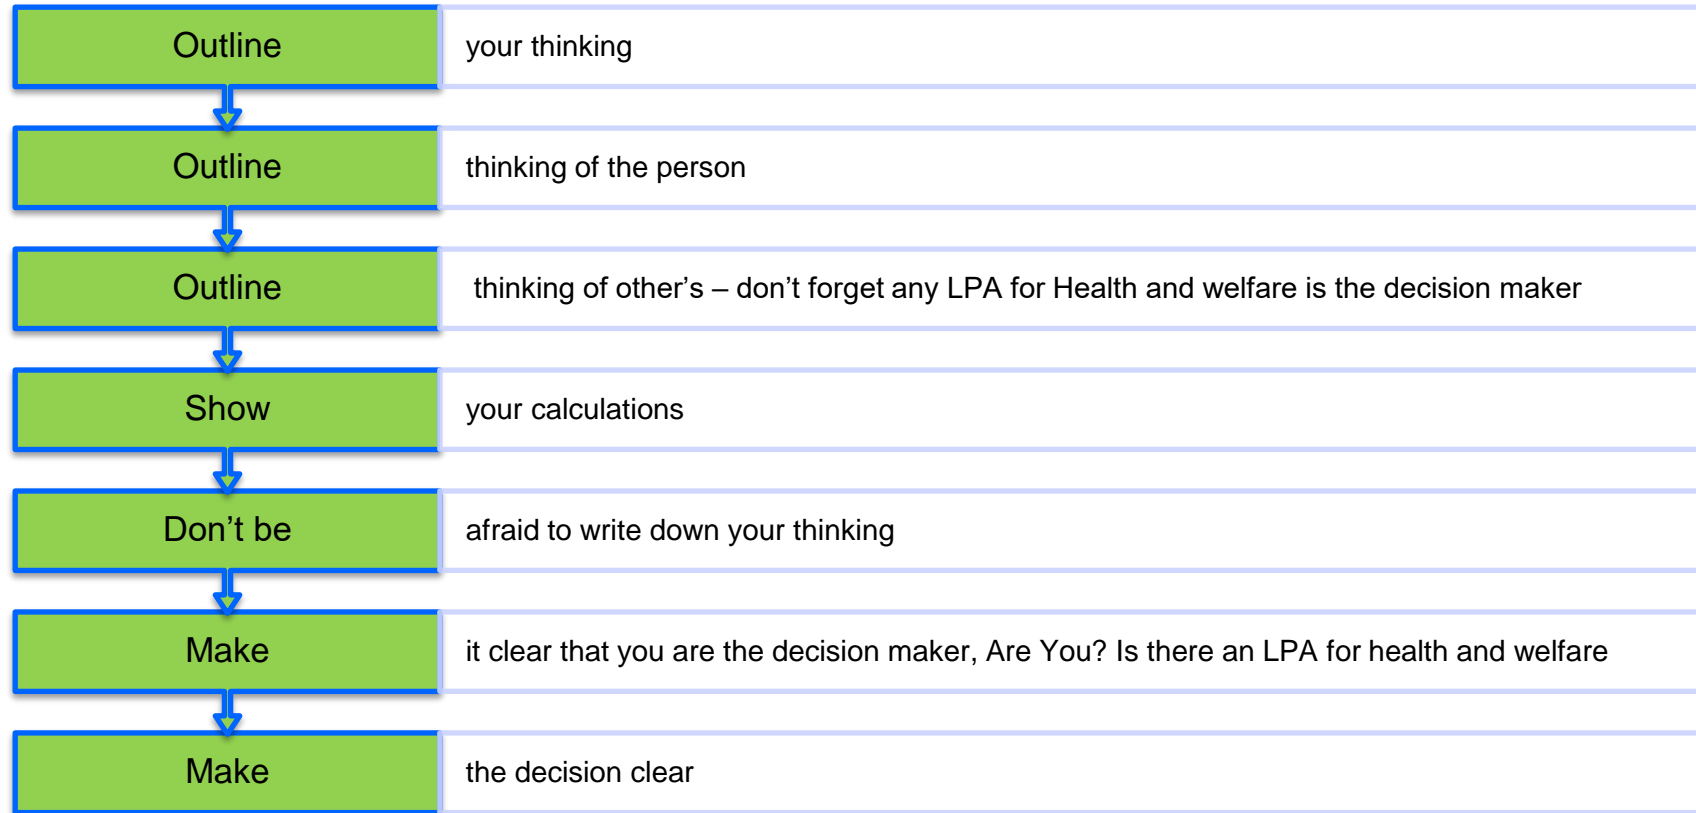 Outline
your thinking
Outline
thinking of the person
Outline
thinking of other’s – don’t forget any LPA for Health and welfare is the decision maker
Show
your calculations
Don’t be
afraid to write down your thinking
Make
it clear that you are the decision maker, Are You? Is there an LPA for health and welfare
Make
the decision clear